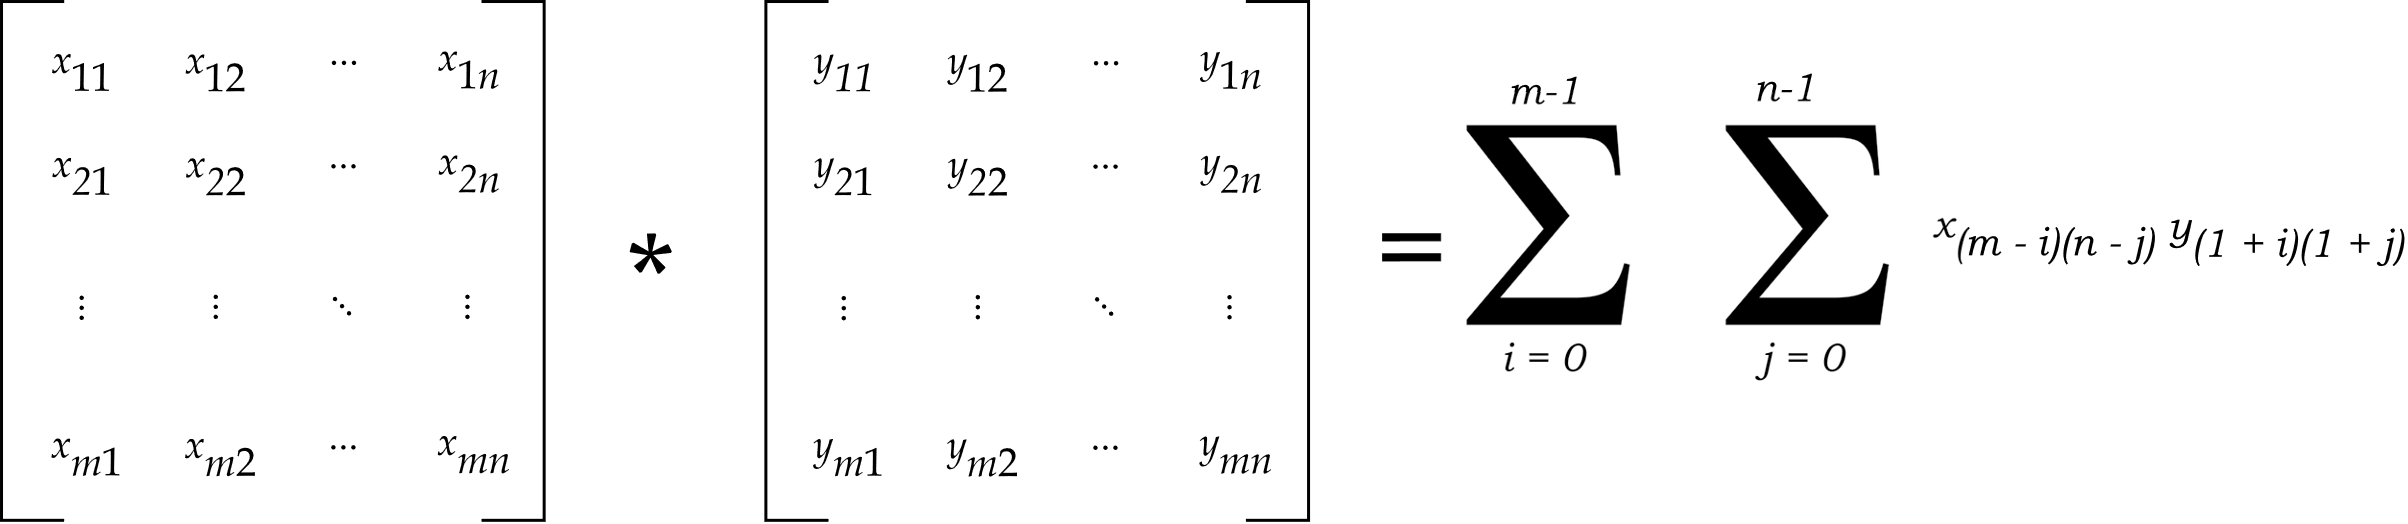 x11 x12 ··· x1n y11 y12 ··· y1n m-1 n-1
x21 x22 ··· x2n y21 y22 ··· y2n
* = ∑ ∑ x(m - i)(n - j) y(1 + i)(1 + j)
⋮ ⋮ ⋱ ⋮ ⋮ ⋮ ⋱ ⋮ i = 0 j = 0
xm1 xm2 ··· xmn ym1 ym2 ··· ymn